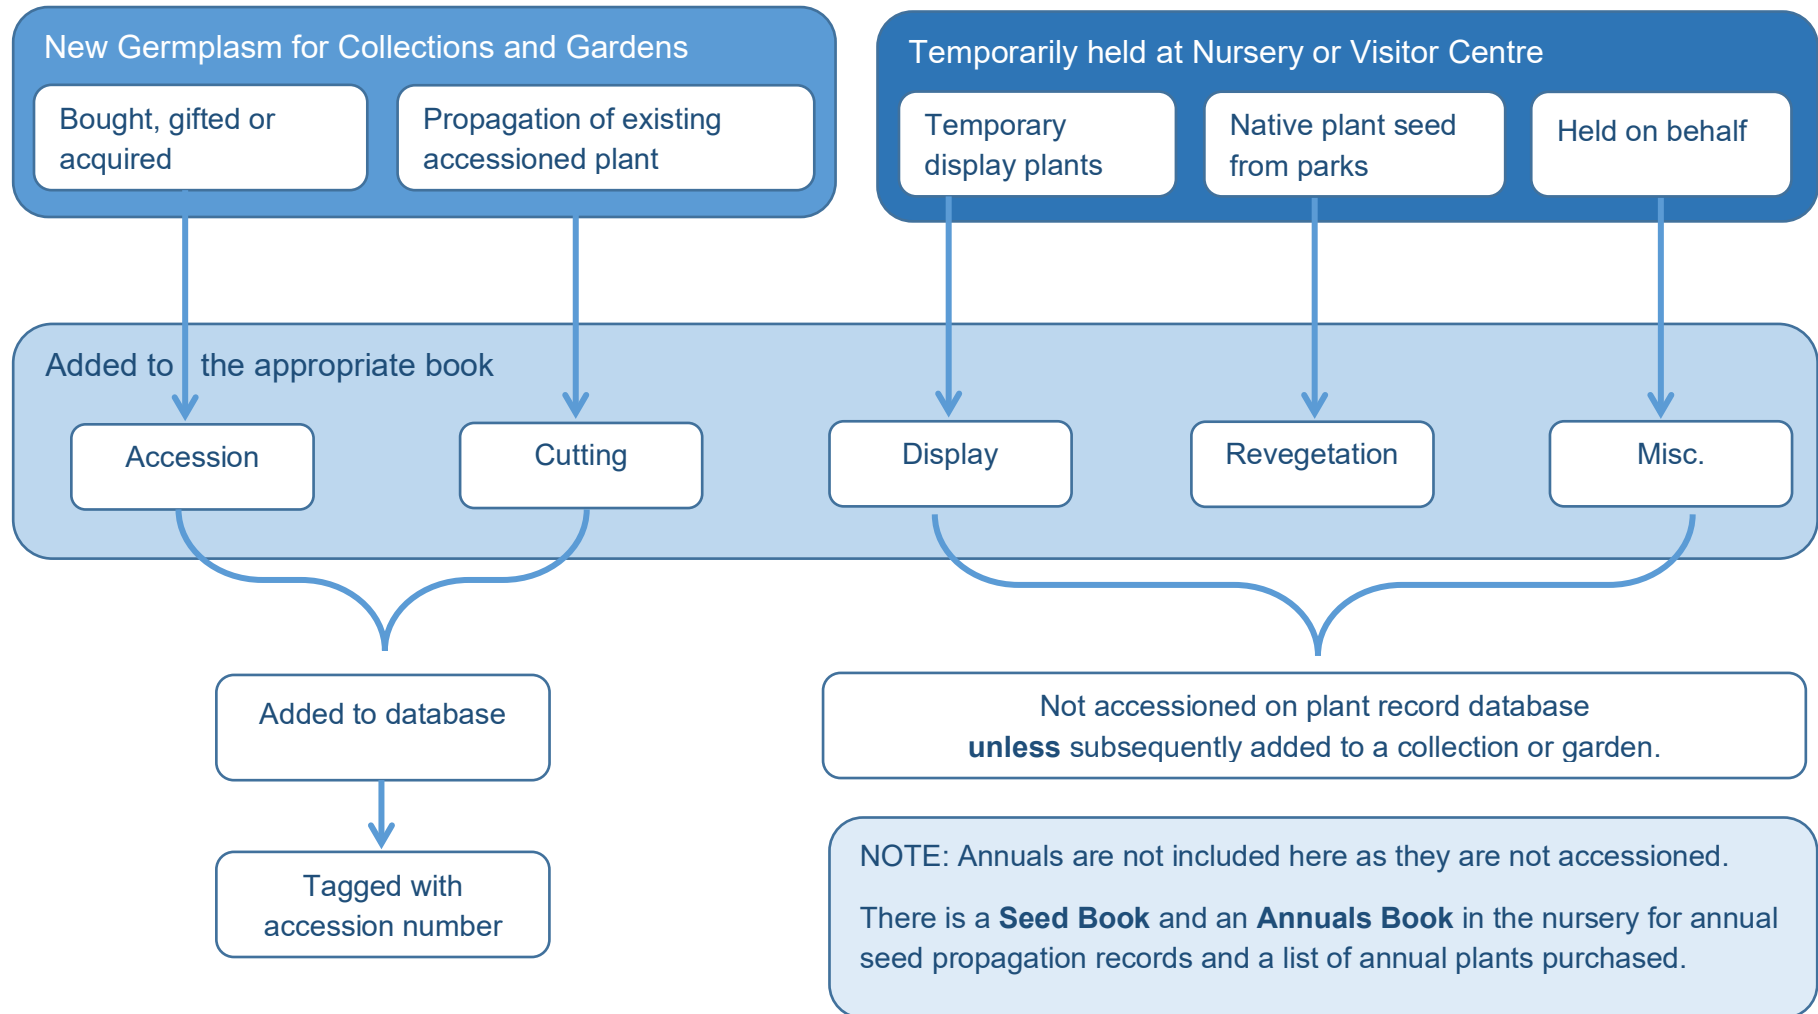 New Germplasm for Collections and Gardens
Bought, gifted or
acquired
Propagation of existing
accessioned plant
Temporarily held at Nursery or Visitor Centre
Temporary
display plants
Native plant seed
from parks
Held on behalf
Added to the appropriate book
Accession
Cutting
Display
Revegetation
Misc.
Added to database
Tagged with
accession number
Not accessioned on plant record database
unless subsequently added to a collection or garden.
NOTE: Annuals are not included here as they are not accessioned.
There is a Seed Book and an Annuals Book in the nursery for annual
seed propagation records and a list of annual plants purchased.